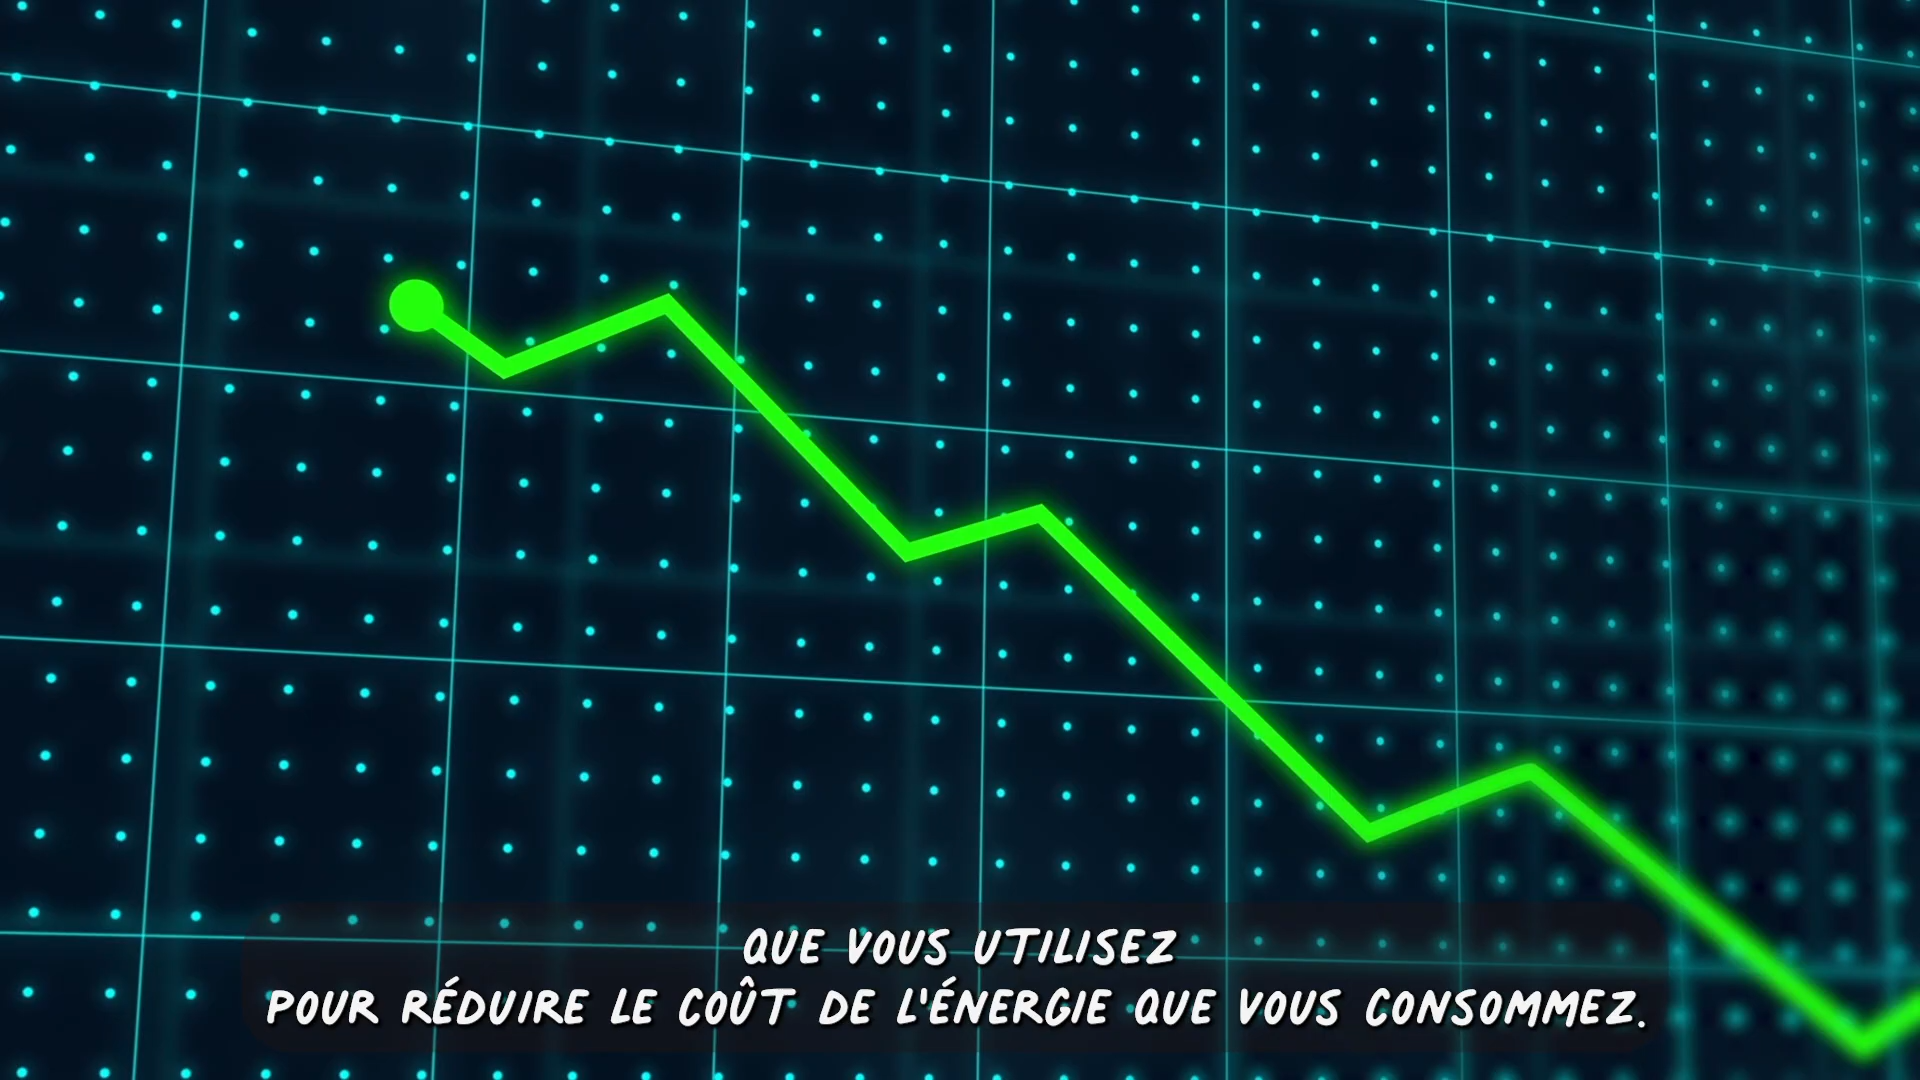 QUE VOUS UTILISEZ
POUR RÉDUIRE LE COÛT DE L'ÉNERGIE QUE VOUS CONSOMMEZ.